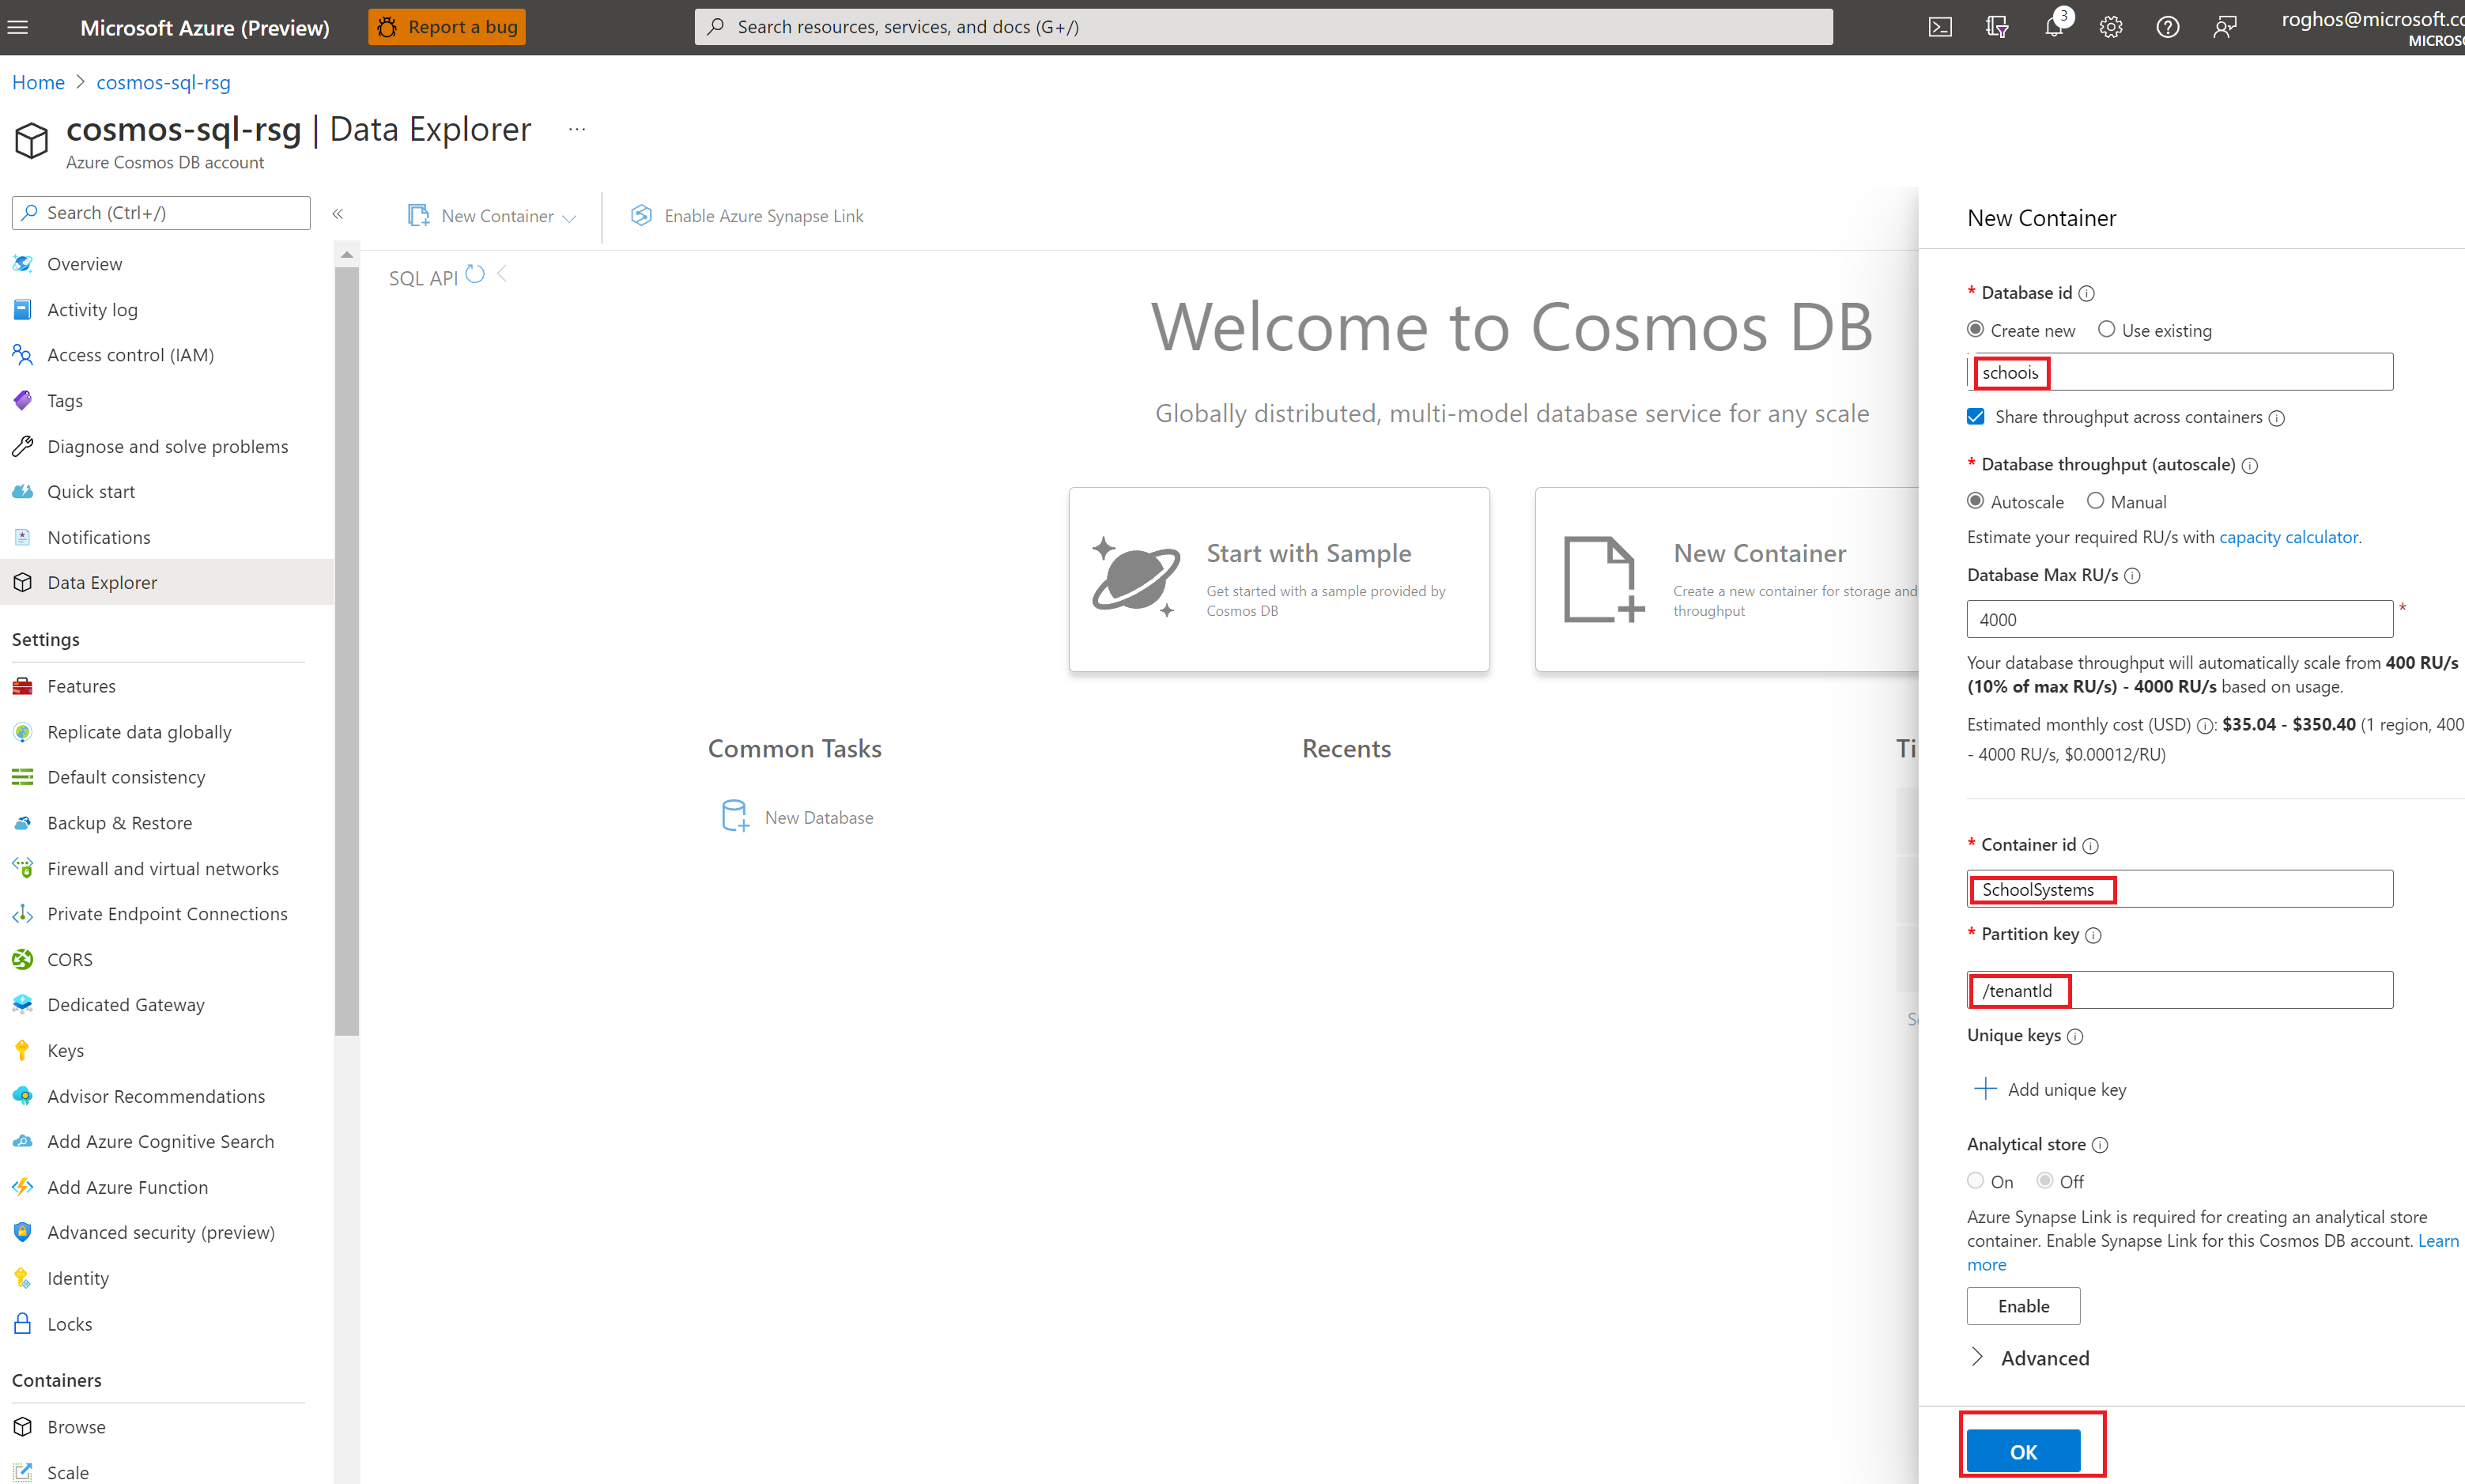 Microsoft Azure (Preview)
Report a bug
Search resources, services, and docs (G+/)
3
roghos@microsoft.co
MICROSO
Home > cosmos-sql-rsg
cosmos-sql-rsg | Data Explorer ...
Azure Cosmos DB account
Search (Ctrl+/)
«
Overview
Activity log
Access control (IAM)
Tags
Diagnose and solve problems
Quick start
Notifications
Data Explorer
Settings
Features
Replicate data globally
Default consistency
Backup & Restore
Firewall and virtual networks
Private Endpoint Connections
CORS
Dedicated Gateway
Keys
Advisor Recommendations
Add Azure Cognitive Search
Add Azure Function
Advanced security (preview)
Identity
Locks
Containers
Browse
Scale
New Container
Enable Azure Synapse Link
SQL API
Welcome to Cosmos DB
Globally distributed, multi-model database service for any scale
Start with Sample
Get started with a sample provided by
Cosmos DB
New Container
Create a new container for storage and
throughput
Common Tasks
New Database
Recents
Ti
New Container
* Database id
Create new Use existing
schools
Share throughput across containers
* Database throughput (autoscale)
Autoscale Manual
Estimate your required RU/s with capacity calculator.
Database Max RU/s
4000 *
Your database throughput will automatically scale from 400 RU/s
(10% of max RU/s) - 4000 RU/s based on usage.
Estimated monthly cost (USD) : $35.04 - $350.40 (1 region, 400
- 4000 RU/s, $0.00012/RU)
* Container id
SchoolSystems
* Partition key
/tenantId
Unique keys
Add unique key
Analytical store
On Off
Azure Synapse Link is required for creating an analytical store
container. Enable Synapse Link for this Cosmos DB account. Learn
more
Enable
Advanced
OK